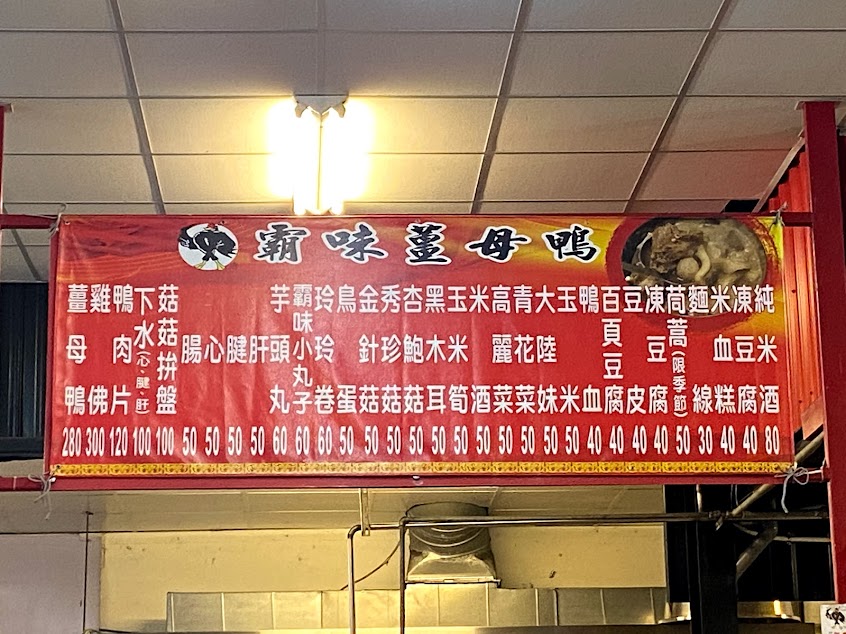 霸味薑母鴨
薑母鴨 280
雞佛 300
鴨肉片 120
下水(心、腱、肝) 100
菇菇拚盤 100
腸 50
心 50
腱 50
肝 50
芋頭丸 60
霸味小丸子 60
玲玲卷 60
鳥蛋 50
金針菇 50
秀珍菇 50
杏鮑菇 50
黑木耳 50
玉米筍 50
米酒 50
高麗菜 50
青花菜 50
大陸妹 50
玉米 50
鴨血 40
百頁豆腐 40
豆皮 40
凍豆腐 40
茼蒿(限季節) 50
麵線 30
米血糕 40
凍豆腐 40
純米酒 80